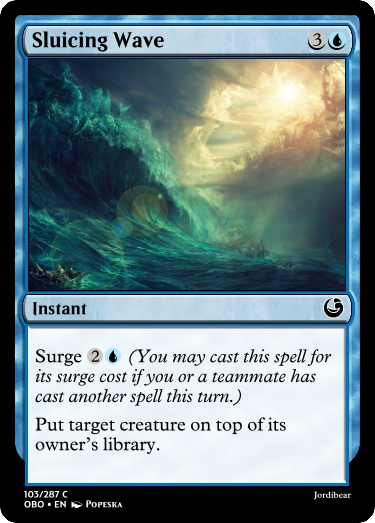 Sluicing Wave 3
Instant
Surge 2 (You may cast this spell for
its surge cost if you or a teammate has
cast another spell this turn.)
Put target creature on top of its
owner's library.
103/287 C
OBO • EN Popeska
Jordibear